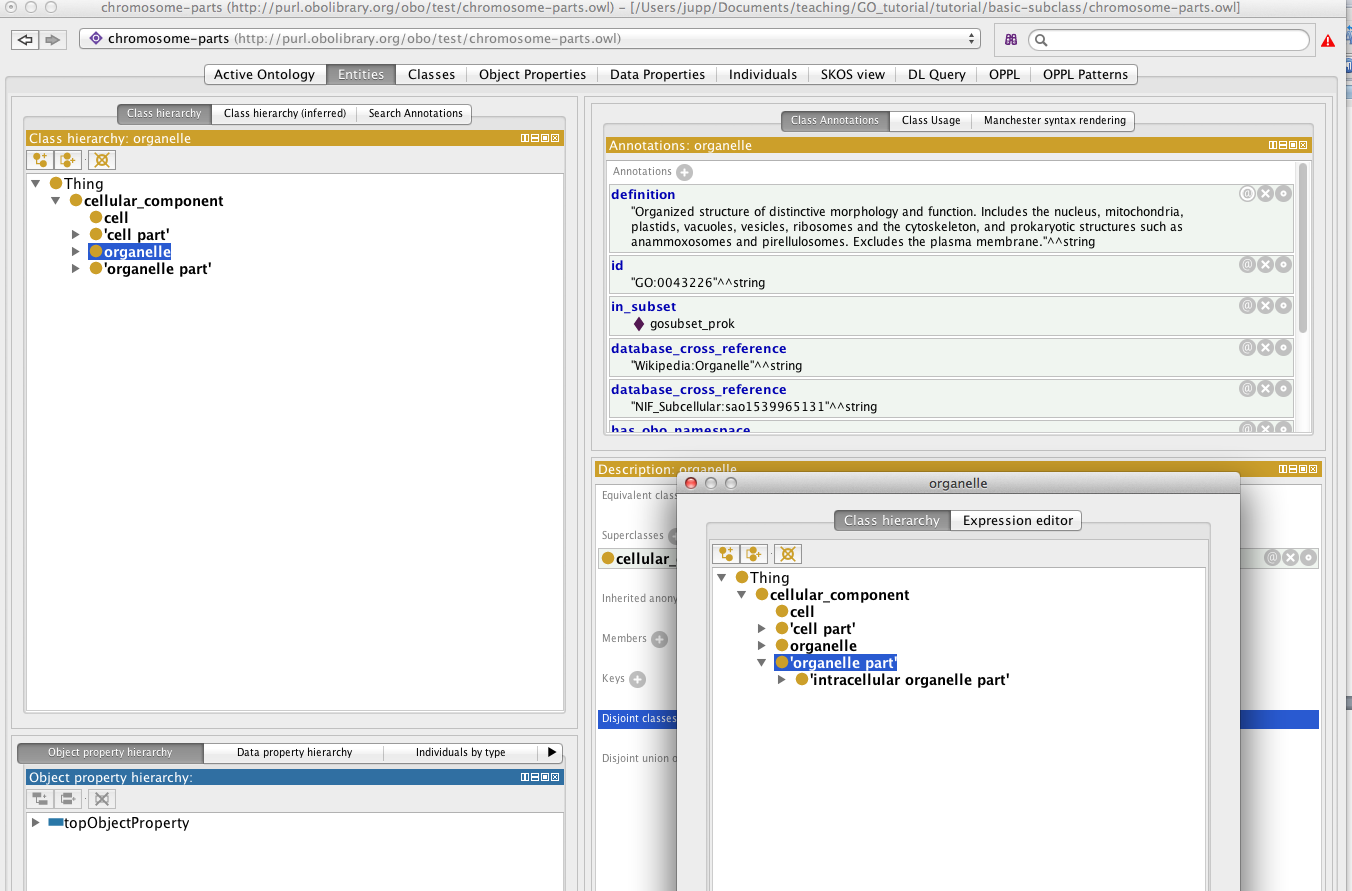 chromosome-parts (http://purl.obolibrary.org/obo/test/chromosome-parts.owl) – [/Users/jupp/Documents/teaching/GO_tutorial/tutorial/basic-subclass/chromosome-parts.owl]
chromosome-parts (http://purl.obolibrary.org/obo/test/chromosome-parts.owl)
Active Ontology Entities Classes Object Properties Data Properties Individuals SKOS view DL Query OPPL OPPL Patterns
Class hierarchy Class hierarchy (inferred) Search Annotations
Class hierarchy: organelle
Thing
cellular_component
cell
'cell part'
organelle
'organelle part'
Object property hierarchy Data property hierarchy Individuals by type
Object property hierarchy:
topObjectProperty
Class Annotations Class Usage Manchester syntax rendering
Annotations: organelle
Annotations
definition
"Organized structure of distinctive morphology and function. Includes the nucleus, mitochondria,
plastids, vacuoles, vesicles, ribosomes and the cytoskeleton, and prokaryotic structures such as
anammoxosomes and pirellulosomes. Excludes the plasma membrane."^^string
id
"GO:0043226"^^string
in_subset
gosubset_prok
database_cross_reference
"Wikipedia:Organelle"^^string
database_cross_reference
"NIF_Subcellular:sao1539965131"^^string
has_obo_namespace
Description: organelle
Equivalent clas
Superclasses
cellular_
Inherited anony
Members
Keys
Disjoint classes
Disjoint union o
organelle
Class hierarchy Expression editor
Thing
cellular_component
cell
'cell part'
organelle
'organelle part'
'intracellular organelle part'